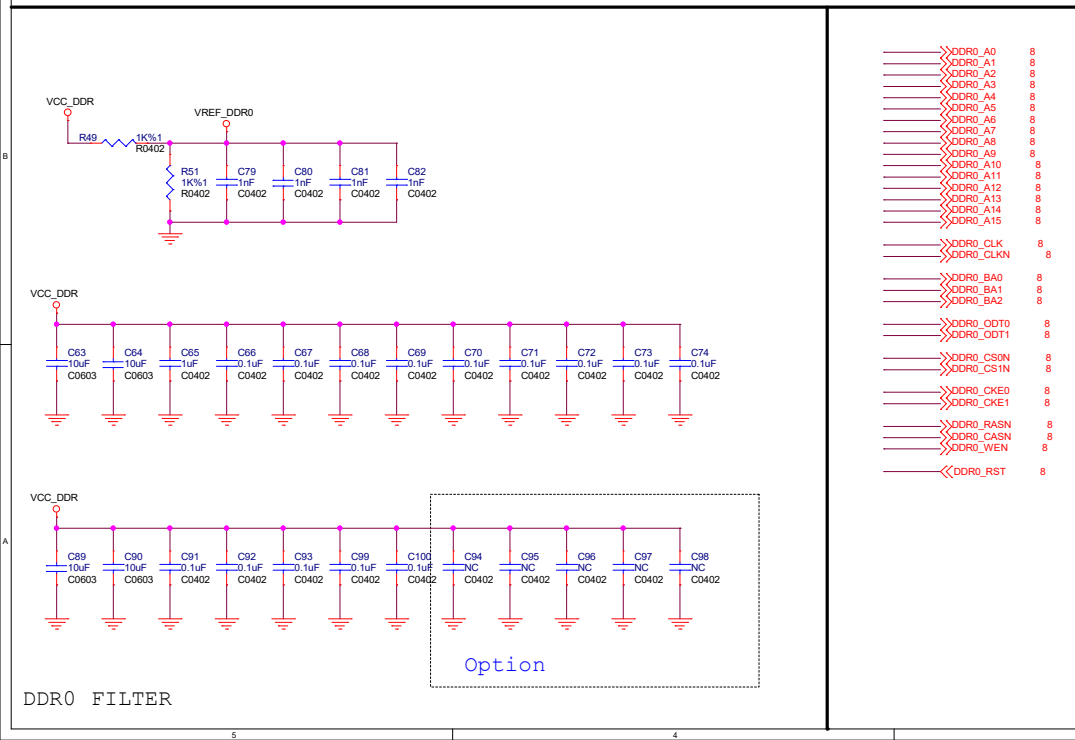 VCC_DDR
VREF_DDR0
R49 1K%1
R0402
R51
1K%1
R0402
C79
1nF
C0402
C80
1nF
C0402
C81
1nF
C0402
C82
1nF
C0402
B
VCC_DDR
C63
10uF
C0603
C64
10uF
C0603
C65
1uF
C0402
C66
0.1uF
C0402
C67
0.1uF
C0402
C68
0.1uF
C0402
C69
0.1uF
C0402
C70
0.1uF
C0402
C71
0.1uF
C0402
C72
0.1uF
C0402
C73
0.1uF
C0402
C74
0.1uF
C0402
VCC_DDR
A
C89
10uF
C0603
C90
10uF
C0603
C91
0.1uF
C0402
C92
0.1uF
C0402
C93
0.1uF
C0402
C99
0.1uF
C0402
C100
0.1uF
C0402
C94
NC
C0402
C95
NC
C0402
C96
NC
C0402
C97
NC
C0402
C98
NC
C0402
Option
DDR0 FILTER
5
4
DDR0_A0 8
DDR0_A1 8
DDR0_A2 8
DDR0_A3 8
DDR0_A4 8
DDR0_A5 8
DDR0_A6 8
DDR0_A7 8
DDR0_A8 8
DDR0_A9 8
DDR0_A10 8
DDR0_A11 8
DDR0_A12 8
DDR0_A13 8
DDR0_A14 8
DDR0_A15 8
DDR0_CLK 8
DDR0_CLKN 8
DDR0_BA0 8
DDR0_BA1 8
DDR0_BA2 8
DDR0_ODT0 8
DDR0_ODT1 8
DDR0_CS0N 8
DDR0_CS1N 8
DDR0_CKE0 8
DDR0_CKE1 8
DDR0_RASN 8
DDR0_CASN 8
DDR0_WEN 8
DDR0_RST 8